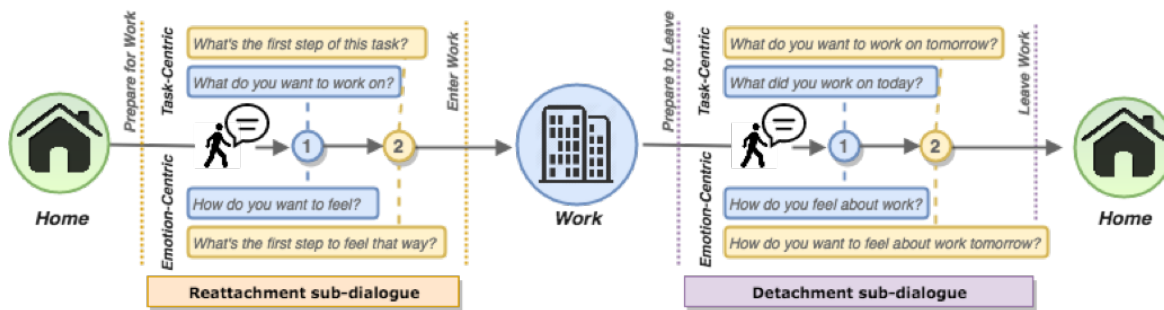 Prepare for Work
Task-Centric
What's the first step of this task?
What do you want to work on?
1
2
Emotion-Centric
How do you want to feel?
What's the first step to feel that way?
Enter Work
Home
Reattachment sub-dialogue
Work
Prepare to Leave
Task-Centric
What do you want to work on tomorrow?
What did you work on today?
1
2
Emotion-Centric
How do you feel about work?
How do you want to feel about work tomorrow?
Leave Work
Home
Detachment sub-dialogue